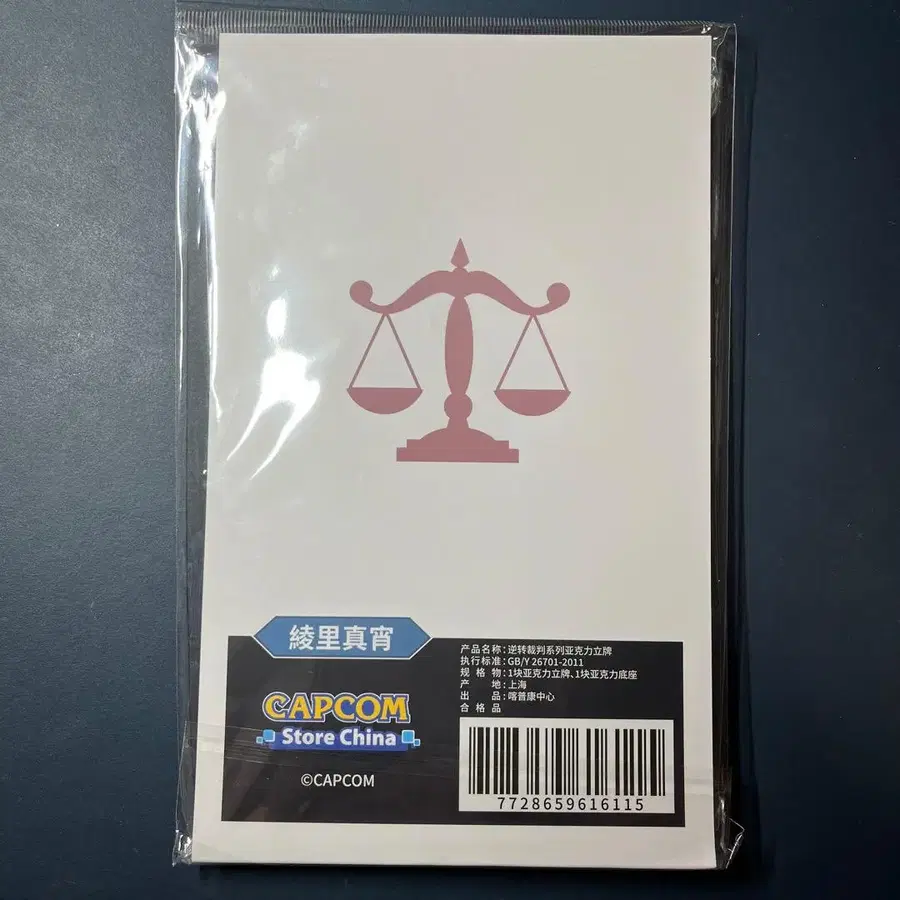 綾里真宵
CAPCOM
Store China
©CAPCOM
产品名称:逆转裁判系列亚克力立牌
执行标准:GB/Y 26701-2011
规 格 物:1块亚克力立牌、1块亚克力底座
产 地:上海
出 品:喀普康中心
合 格 品
7728659616115